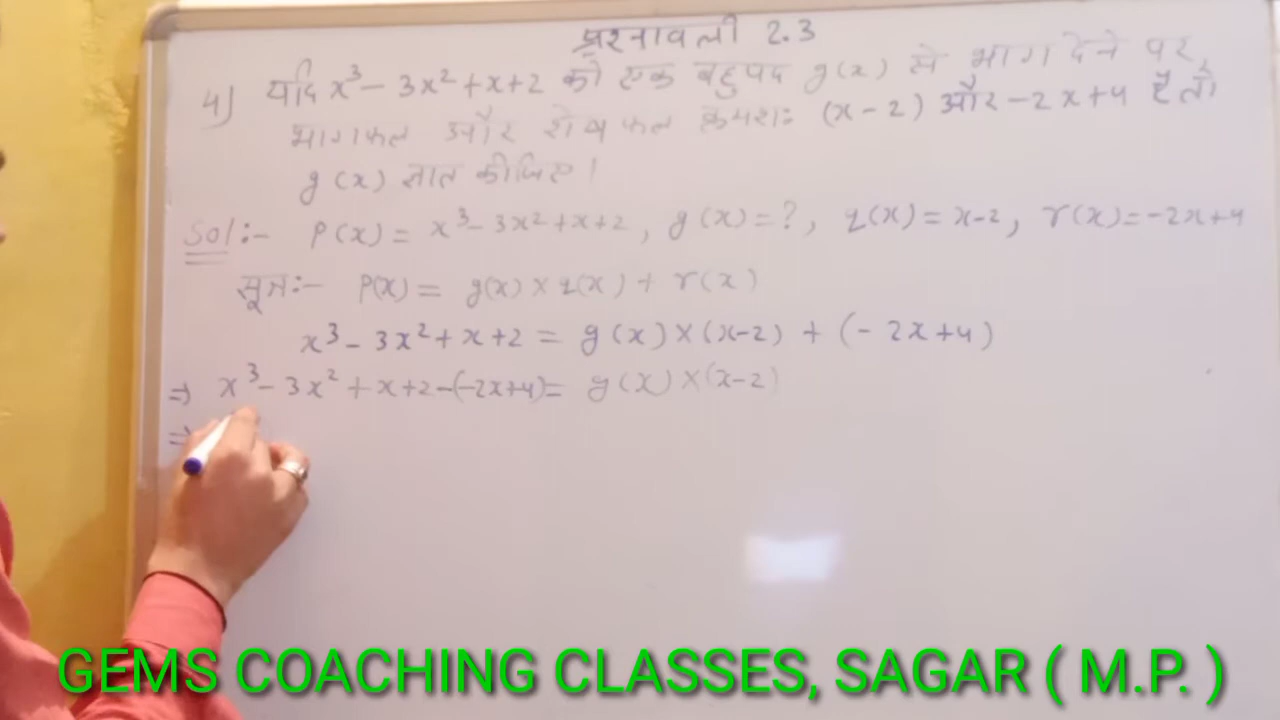 प्रश्नावली 2.3
4) यदि x³ - 3x² + x + 2 को एक बहुपद g(x) से भाग देने पर,
भागफल और शेषफल क्रमशः (x-2) और -2x+4 हैं तो
g(x) ज्ञात कीजिए।
Sol:- P(x) = x³ - 3x² + x + 2, g(x) = ?, q(x) = x-2, r(x) = -2x+4
सूत्र:- P(x) = g(x) × q(x) + r(x)
x³ - 3x² + x + 2 = g(x) × (x-2) + (-2x+4)
⇒ x³ - 3x² + x + 2 - (-2x+4) = g(x) × (x-2)
⇒
GEMS COACHING CLASSES, SAGAR ( M.P. )